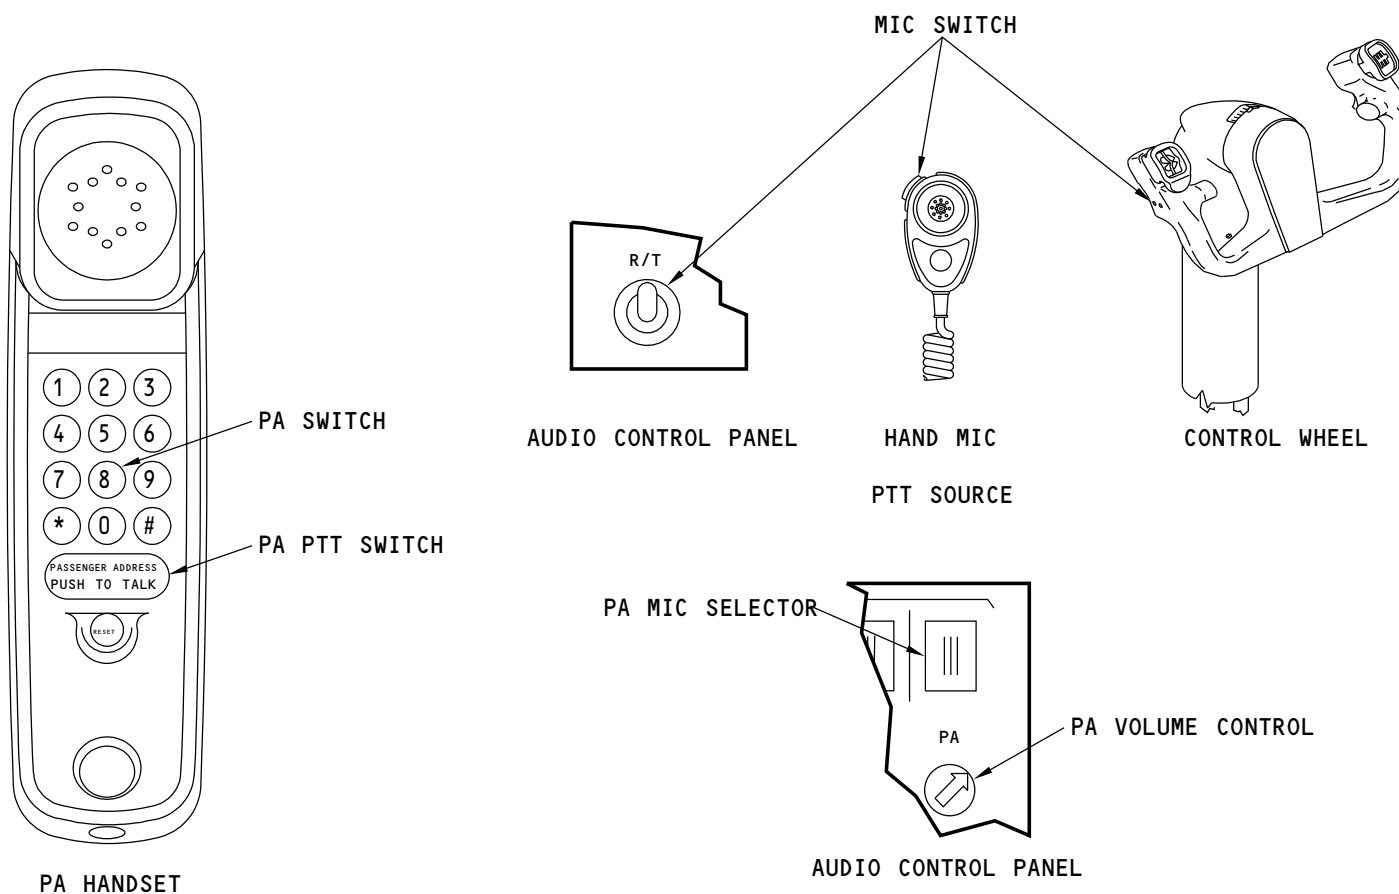 MIC SWITCH
R/T
AUDIO CONTROL PANEL
HAND MIC
CONTROL WHEEL
PTT SOURCE
1 2 3
4 5 6
7 8 9
* 0 #
PA SWITCH
PASSENGER ADDRESS
PUSH TO TALK
PA PTT SWITCH
RESET
PA HANDSET
PA MIC SELECTOR
PA
PA VOLUME CONTROL
AUDIO CONTROL PANEL